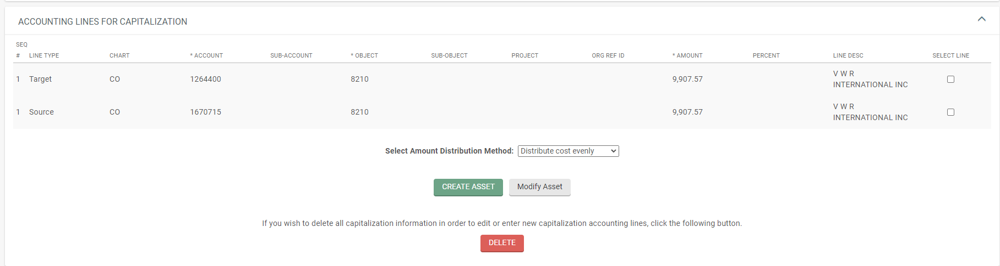 ACCOUNTING LINES FOR CAPITALIZATION
SEQ
# LINE TYPE CHART * ACCOUNT SUB-ACCOUNT * OBJECT SUB-OBJECT PROJECT ORG REF ID * AMOUNT PERCENT LINE DESC SELECT LINE
1 Target CO 1264400 8210 9,907.57 V W R
INTERNATIONAL INC
1 Source CO 1670715 8210 9,907.57 V W R
INTERNATIONAL INC
Select Amount Distribution Method: Distribute cost evenly
CREATE ASSET Modify Asset
If you wish to delete all capitalization information in order to edit or enter new capitalization accounting lines, click the following button.
DELETE